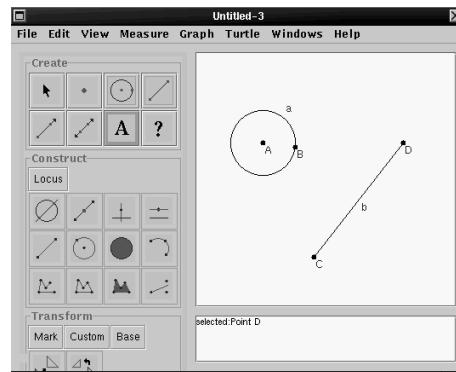 Untitled-3
File Edit View Measure Graph Turtle Windows Help
Create
A ?
Construct
Locus
Transform
Mark Custom Base
a
A
B
D
b
C
selected:Point D